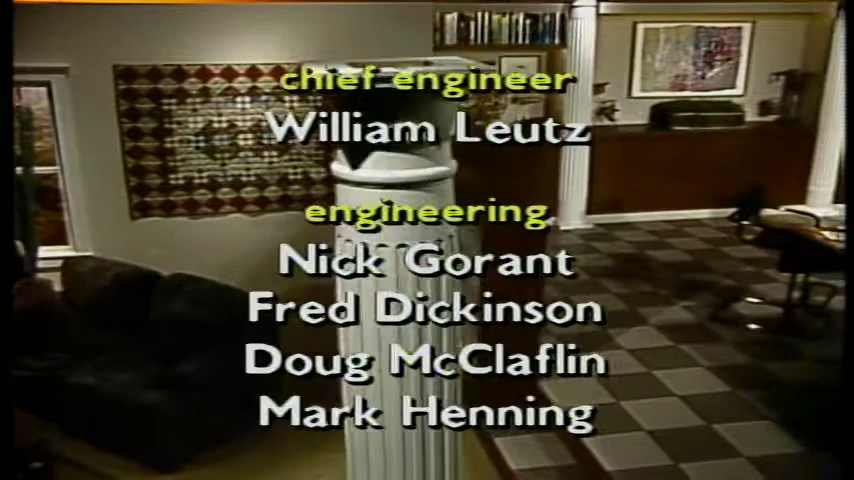 chief engineer
William Leutz
engineering
Nick Gorant
Fred Dickinson
Doug McClaflin
Mark Henning